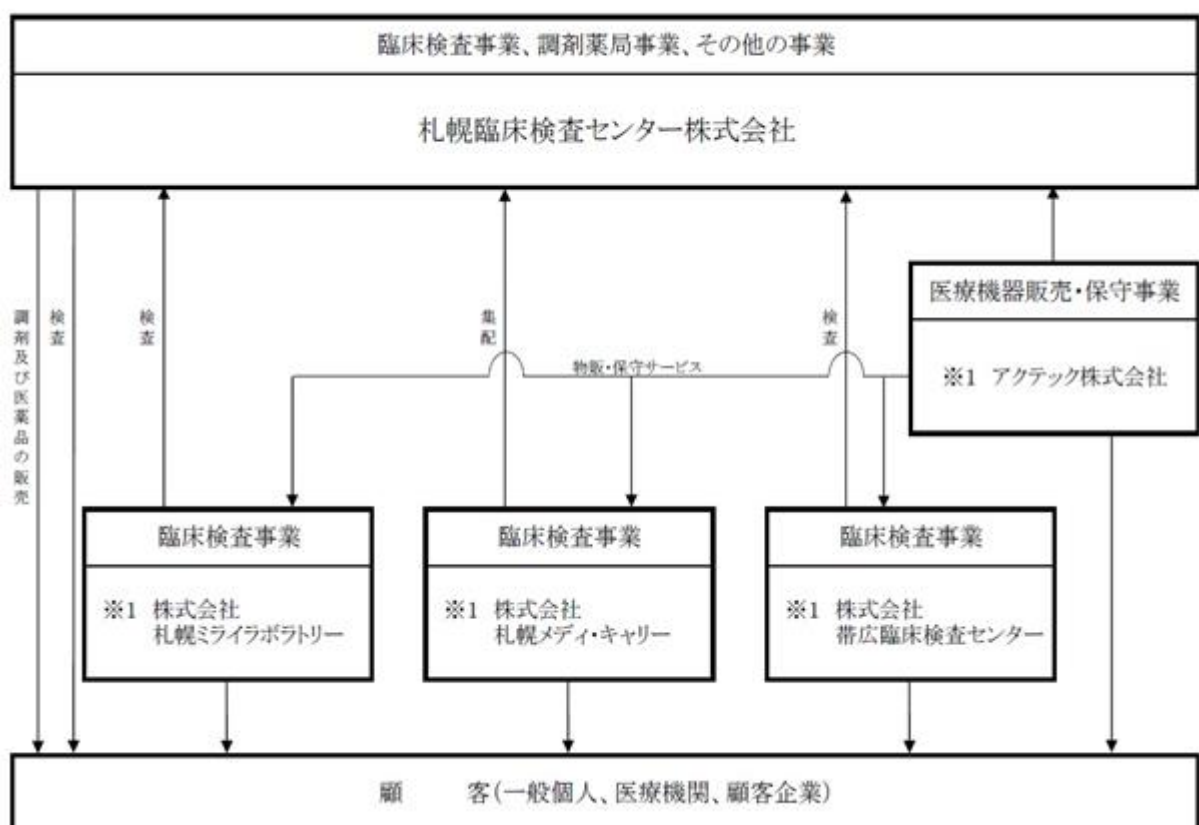 臨床検査事業、調剤薬局事業、その他の事業
札幌臨床検査センター株式会社
調剤及び医薬品の販売
検査
検査
集配
検査
物販・保守サービス
医療機器販売・保守事業
※1 アクテック株式会社
臨床検査事業
※1 株式会社
札幌ミライラボラトリー
臨床検査事業
※1 株式会社
札幌メディ・キャリー
臨床検査事業
※1 株式会社
帯広臨床検査センター
顧 客(一般個人、医療機関、顧客企業)